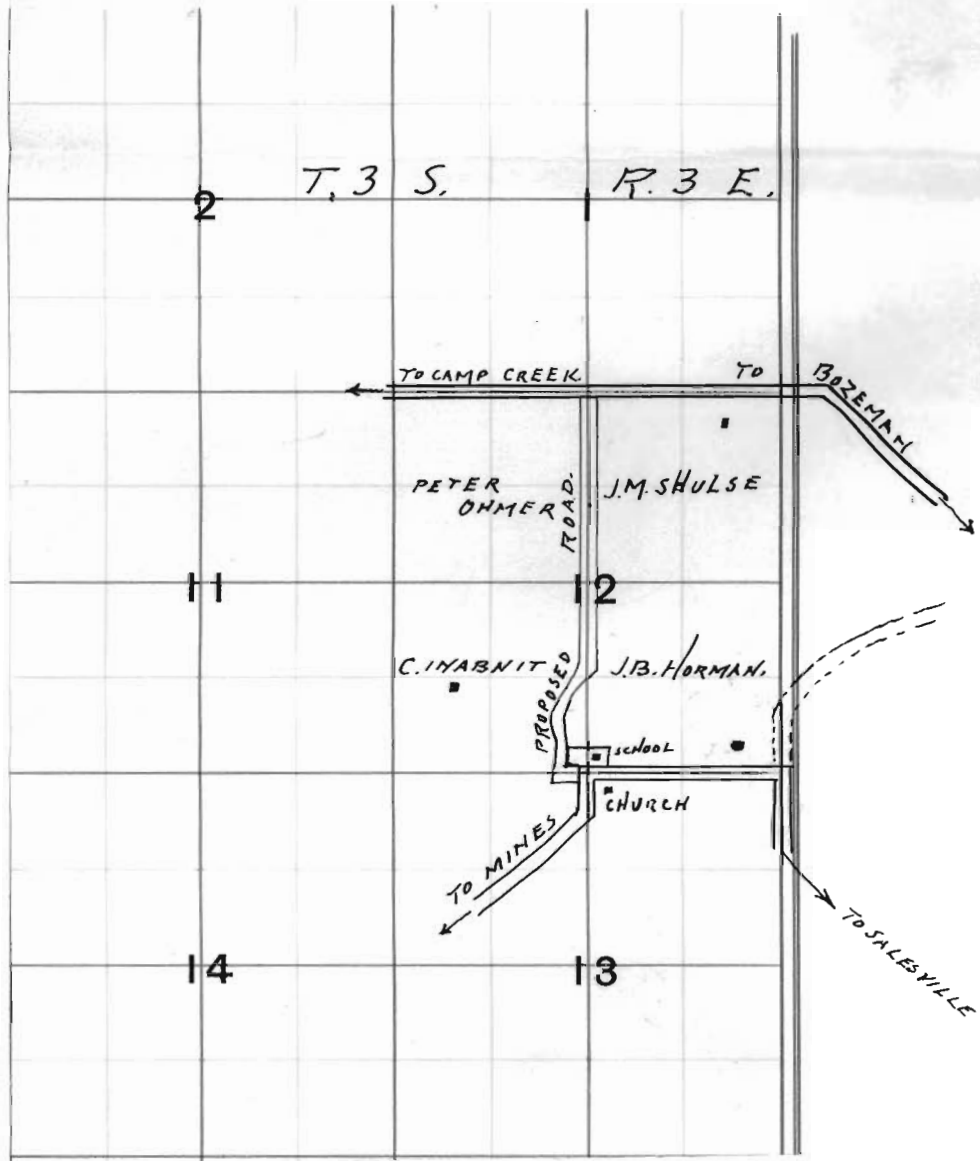 T. 3 S. R. 3 E.
2 1
TO CAMP CREEK. TO BOZEMAN
PETER
OHMER
J.M. SHULSE
PROPOSED ROAD.
11 12
C. INABNIT
J.B. HORMAN.
SCHOOL
CHURCH
TO MINES
TO SALESVILLE
14 13